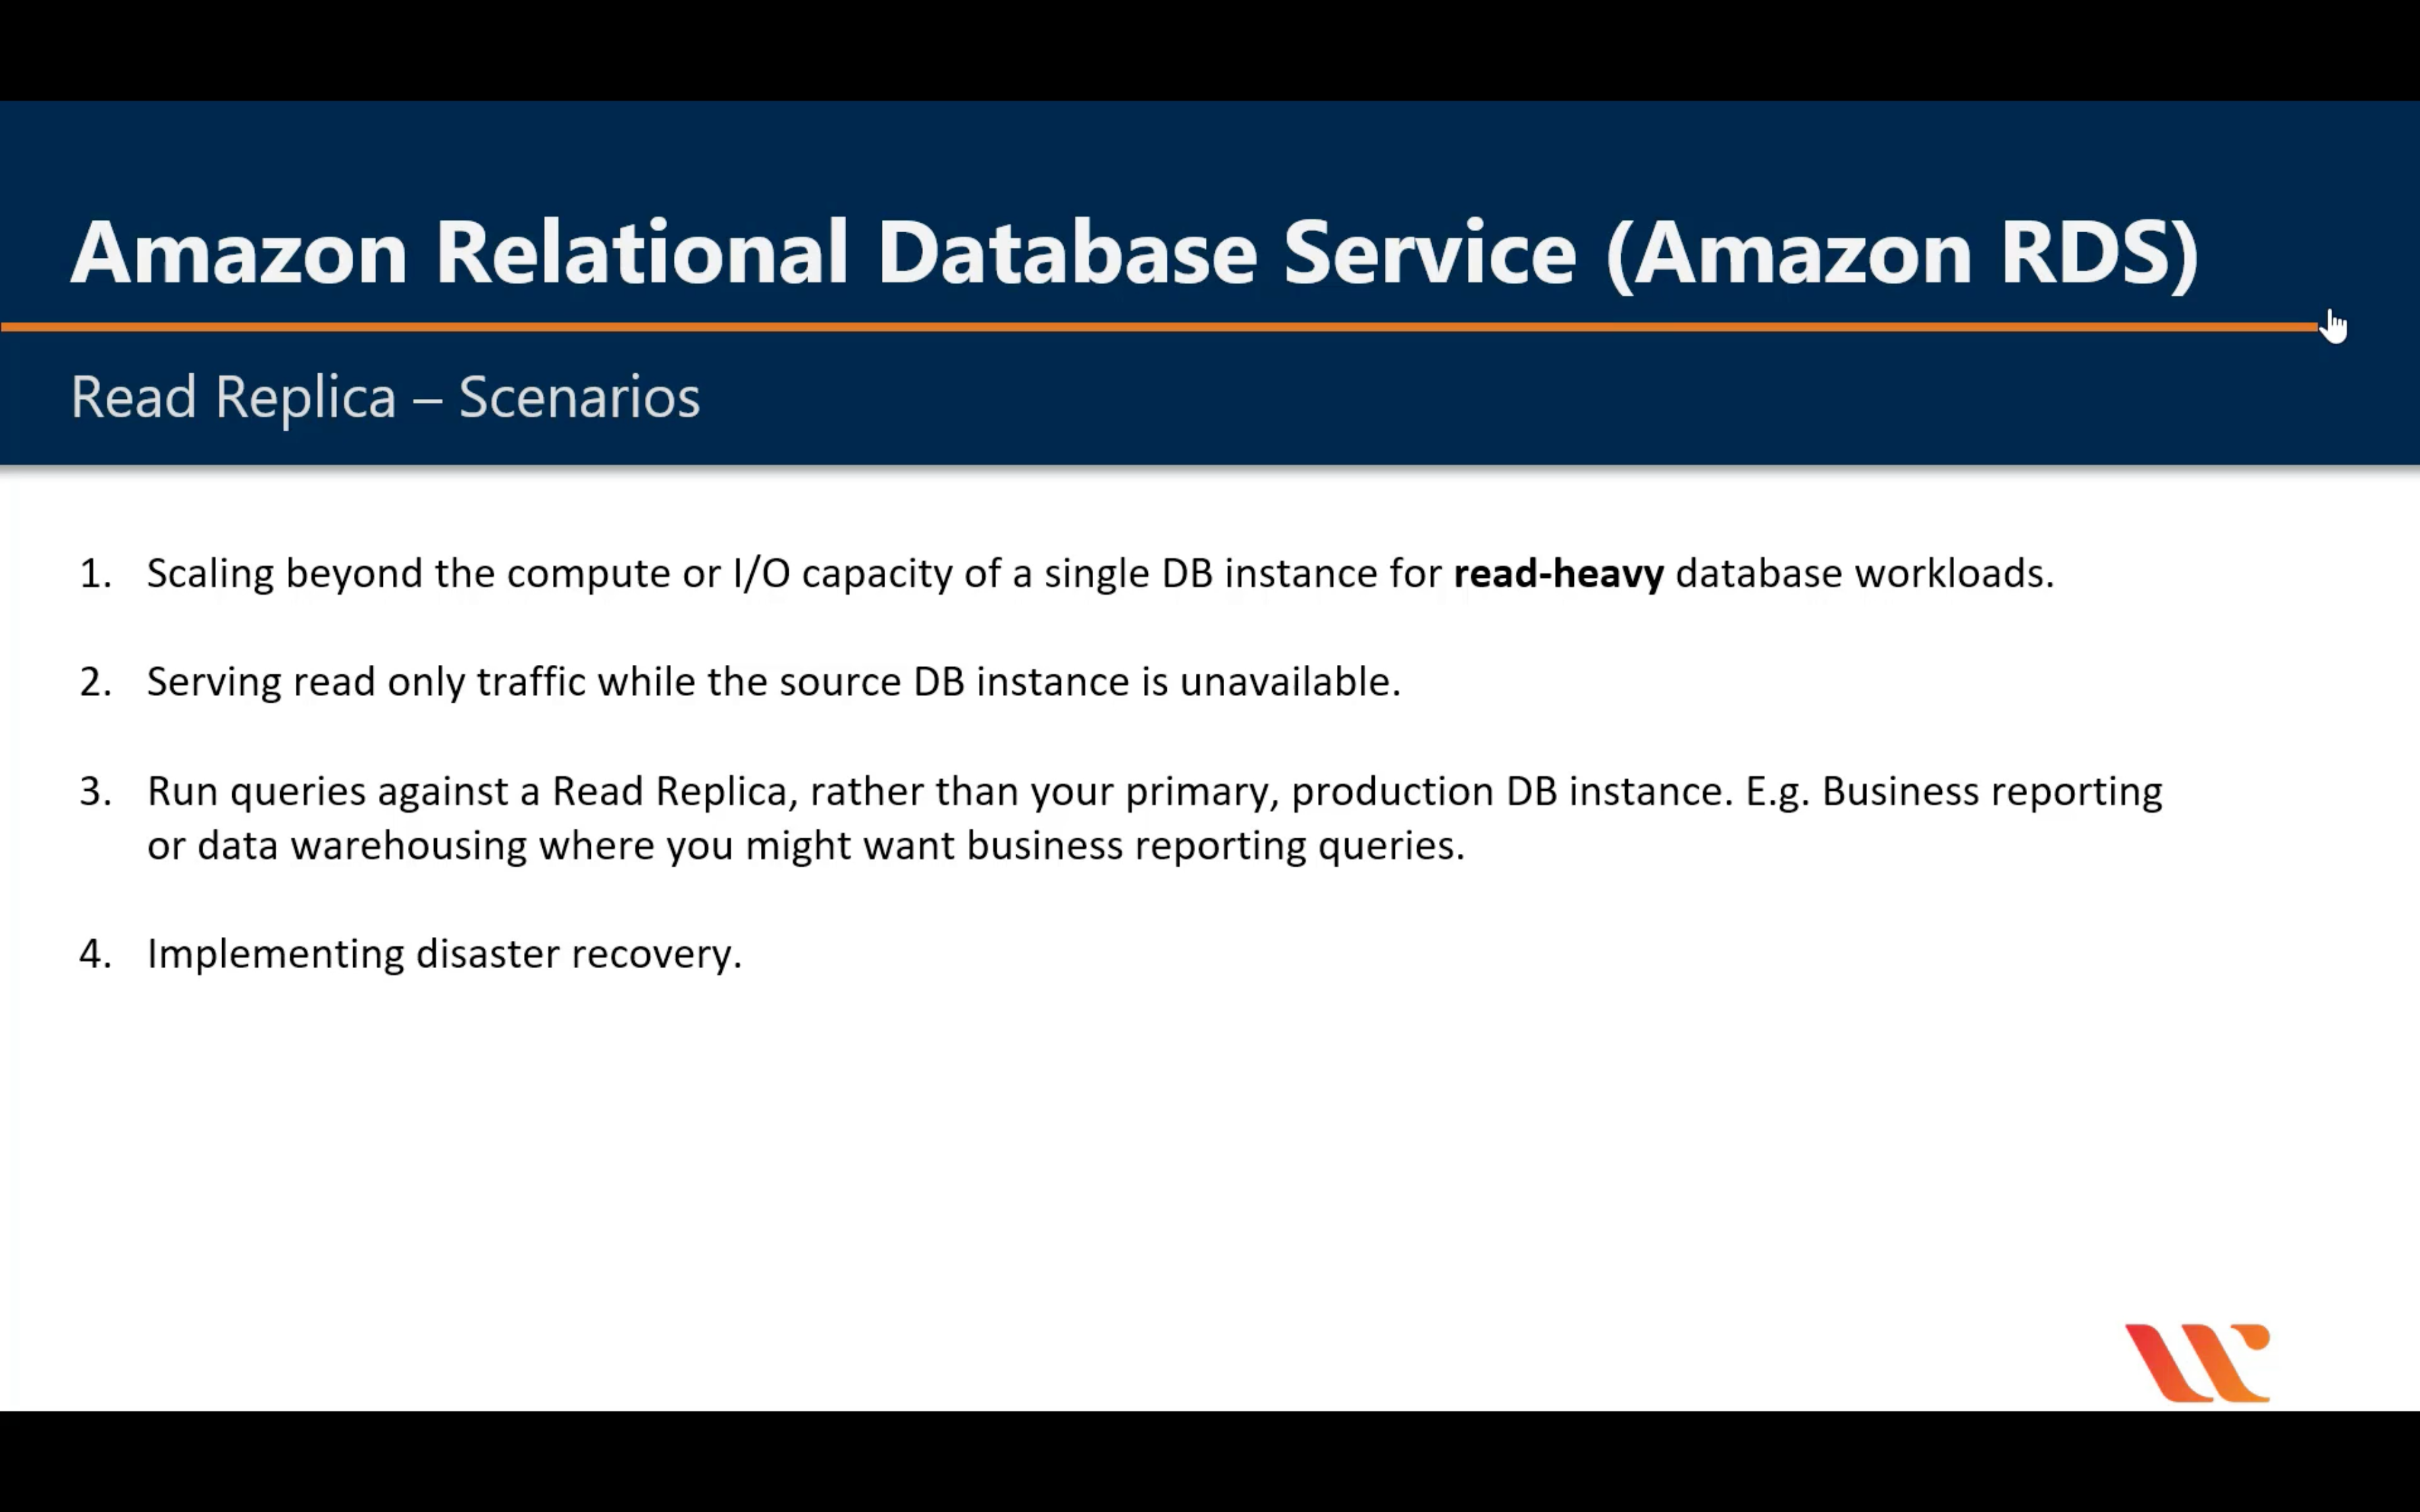 Amazon Relational Database Service (Amazon RDS)
Read Replica – Scenarios
1. Scaling beyond the compute or I/O capacity of a single DB instance for read-heavy database workloads.
2. Serving read only traffic while the source DB instance is unavailable.
3. Run queries against a Read Replica, rather than your primary, production DB instance. E.g. Business reporting
or data warehousing where you might want business reporting queries.
4. Implementing disaster recovery.